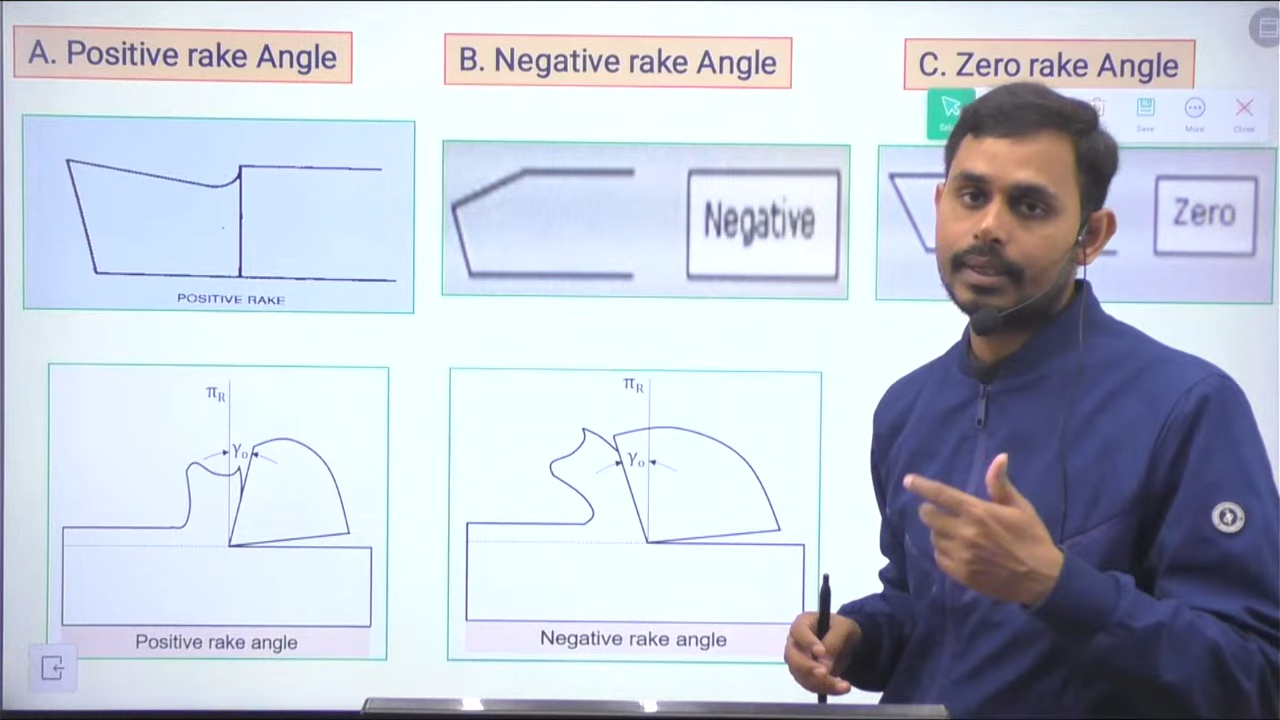 A. Positive rake Angle
B. Negative rake Angle
C. Zero rake Angle
Save
More
Close
POSITIVE RAKE
Negative
Zero
πR
γo
Positive rake angle
πR
γo
Negative rake angle